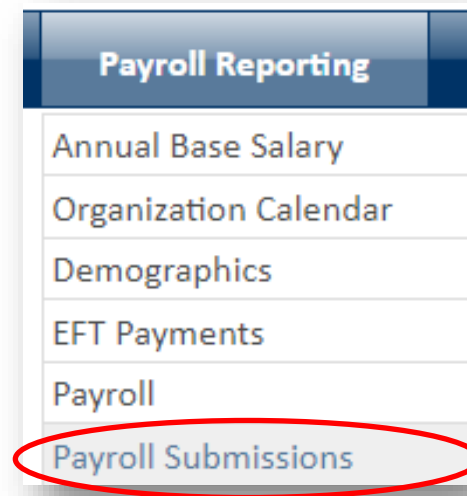 Payroll Reporting
Annual Base Salary
Organization Calendar
Demographics
EFT Payments
Payroll
Payroll Submissions